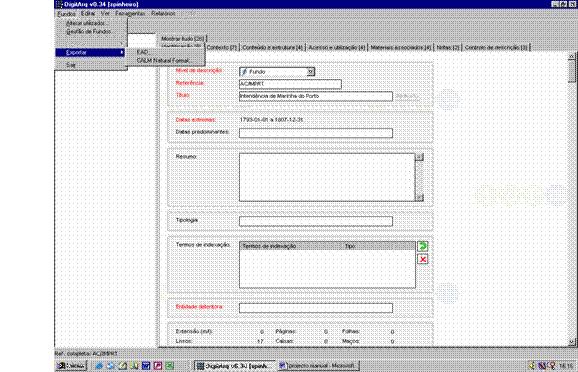 DigitArq v0.34 [spinheiro]
Fundos Editar Ver Ferramentas Relatórios
Alterar utilizador...
Gestão de Fundos...
Exportar
Sair
EAD...
CALM Natural Format...
Mostrar tudo [26]
Contexto [7] Conteúdo e estrutura [4] Acesso e utilização [4] Materiais associados [4] Notas [2] Controlo de descrição [3]
Nível de descrição: Fundo
Referência: AC/IMPRT
Título: Intendência de Marinha do Porto
Datas extremas: 1793-01-01 a 1807-12-31
Datas predominantes:
Resumo:
Tipologia:
Termos de indexação: Termos de indexação Tipo
Entidade detentora:
Extensão (ml): 0 Páginas: 0 Folhas: 0
Livros: 17 Caixas: 0 Maços: 0
Ref. completa: AC/IMPRT
DigitArq v0.34 [spinh... projecto manual - Microsoft... 16:16